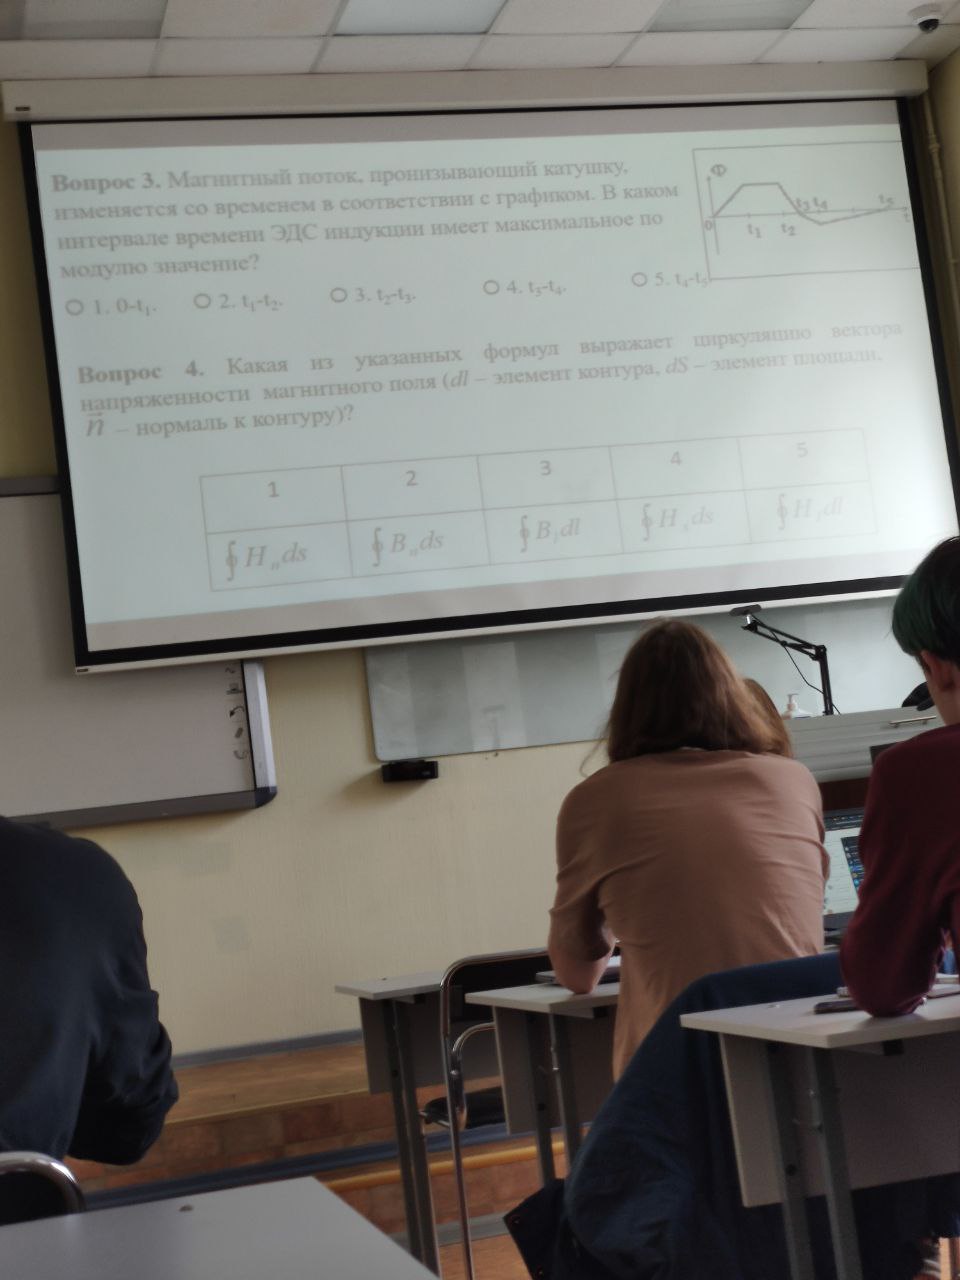 Вопрос 3. Магнитный поток, пронизывающий катушку,
изменяется со временем в соответствии с графиком. В каком
интервале времени ЭДС индукции имеет максимальное по
модулю значение?
Ф
0 t₁ t₂ t₃ t₄ t₅ t
1. 0-t₁. 2. t₁-t₂. 3. t₂-t₃. 4. t₃-t₄. 5. t₄-t₅.
Вопрос 4. Какая из указанных формул выражает циркуляцию вектора
напряженности магнитного поля (dl – элемент контура, dS – элемент площади,
n⃗ – нормаль к контуру)?
1 2 3 4 5
∮Hₙds ∮Bₙds ∮Bₗdl ∮Hₛds ∮Hₗdl